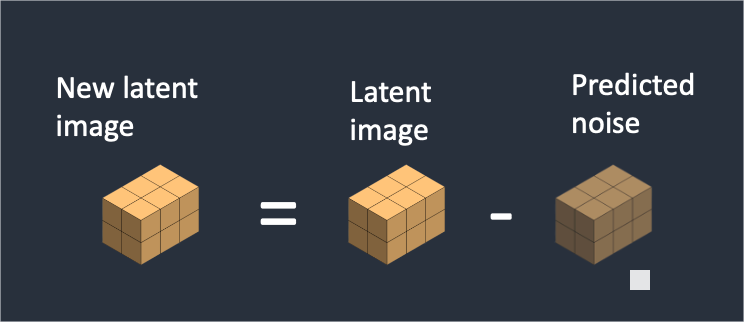 New latent
image
=
Latent
image
-
Predicted
noise